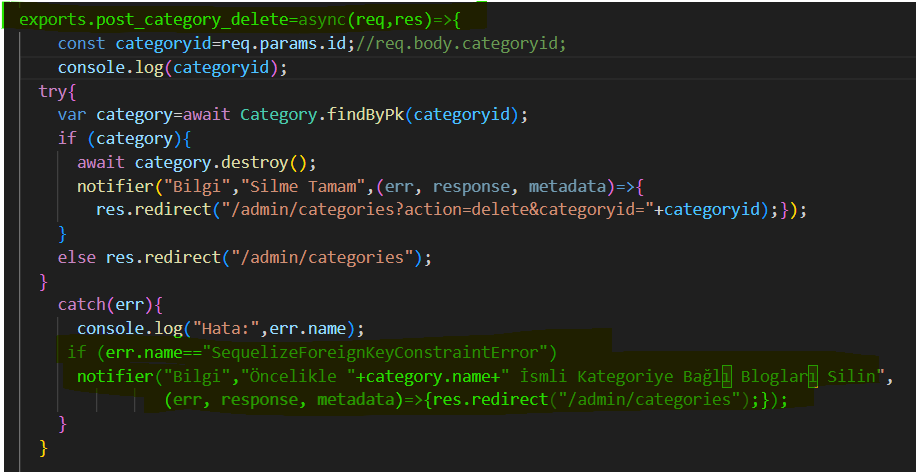 exports.post_category_delete=async(req,res)=>{
const categoryid=req.params.id;//req.body.categoryid;
console.log(categoryid);
try{
var category=await Category.findByPk(categoryid);
if (category){
await category.destroy();
notifier("Bilgi","Silme Tamam",(err, response, metadata)=>{
res.redirect("/admin/categories?action=delete&categoryid="+categoryid);});
}
else res.redirect("/admin/categories");
}
catch(err){
console.log("Hata:",err.name);
if (err.name=="SequelizeForeignKeyConstraintError")
notifier("Bilgi","Öncelikle "+category.name+" İsmli Kategoriye Bağlı Blogları Silin",
(err, response, metadata)=>{res.redirect("/admin/categories");});
}
}